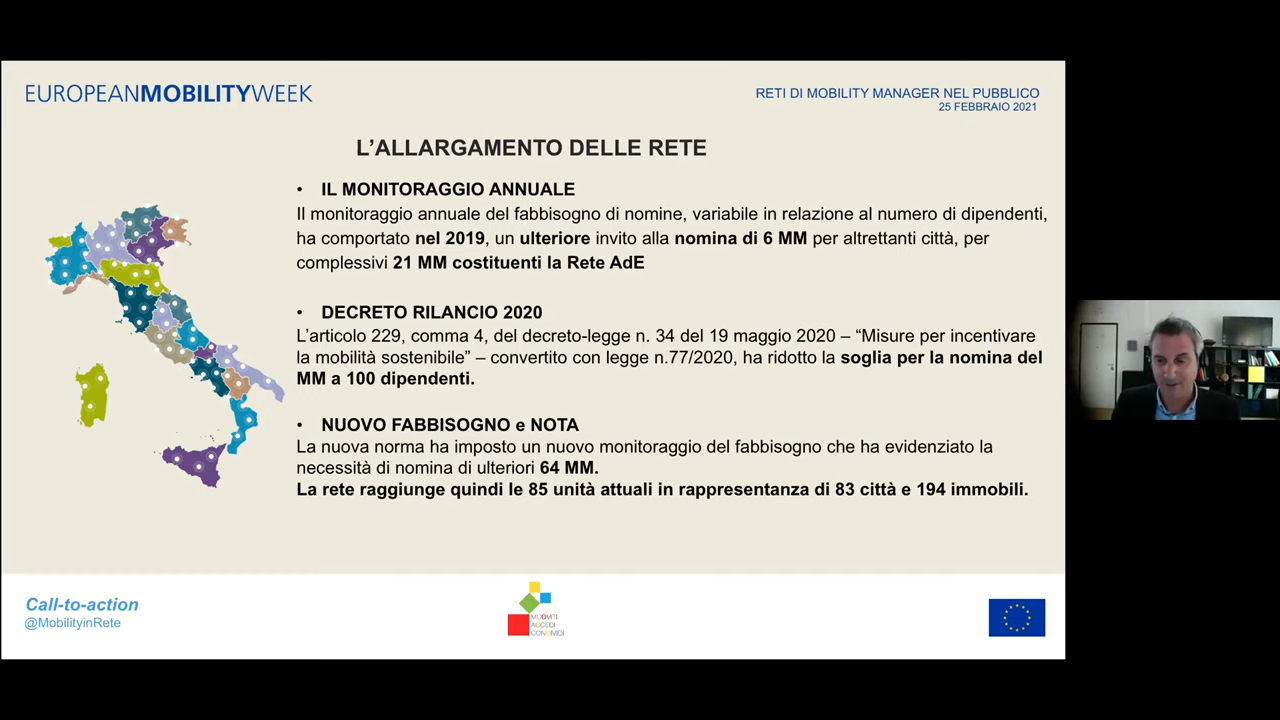 EUROPEANMOBILITYWEEK
RETI DI MOBILITY MANAGER NEL PUBBLICO
25 FEBBRAIO 2021
L'ALLARGAMENTO DELLE RETE
• IL MONITORAGGIO ANNUALE
Il monitoraggio annuale del fabbisogno di nomine, variabile in relazione al numero di dipendenti,
ha comportato nel 2019, un ulteriore invito alla nomina di 6 MM per altrettanti città, per
complessivi 21 MM costituenti la Rete AdE
• DECRETO RILANCIO 2020
L'articolo 229, comma 4, del decreto-legge n. 34 del 19 maggio 2020 – “Misure per incentivare
la mobilità sostenibile” – convertito con legge n.77/2020, ha ridotto la soglia per la nomina del
MM a 100 dipendenti.
• NUOVO FABBISOGNO e NOTA
La nuova norma ha imposto un nuovo monitoraggio del fabbisogno che ha evidenziato la
necessità di nomina di ulteriori 64 MM.
La rete raggiunge quindi le 85 unità attuali in rappresentanza di 83 città e 194 immobili.
Call-to-action
@MobilityinRete
MUOVITI
ACCEDI
CONDIVIDI